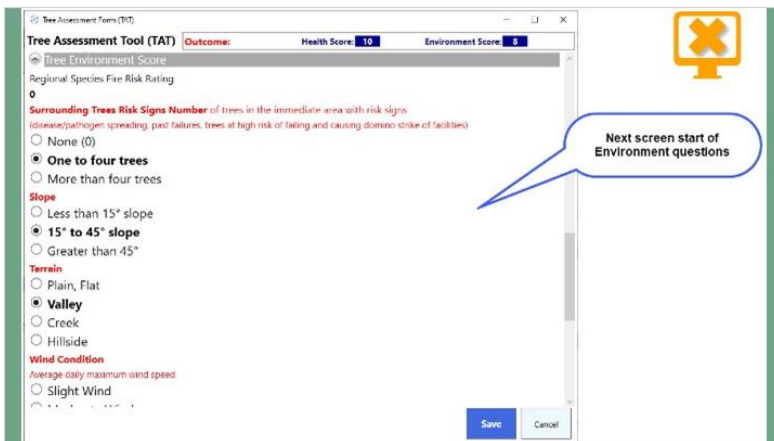 Tree Assessment Form (TAT)
Tree Assessment Tool (TAT) Outcome: Health Score: 10 Environment Score: 8
Tree Environment Score
Regional Species Fire Risk Rating
0
Surrounding Trees Risk Signs Number of trees in the immediate area with risk signs
(disease/pathogen spreading, past failures, trees at high risk of failing and causing domino strike of facilities)
None (0)
One to four trees
More than four trees
Slope
Less than 15° slope
15° to 45° slope
Greater than 45°
Terrain
Plain, Flat
Valley
Creek
Hillside
Wind Condition
Average daily maximum wind speed
Slight Wind
Save Cancel
Next screen start of
Environment questions